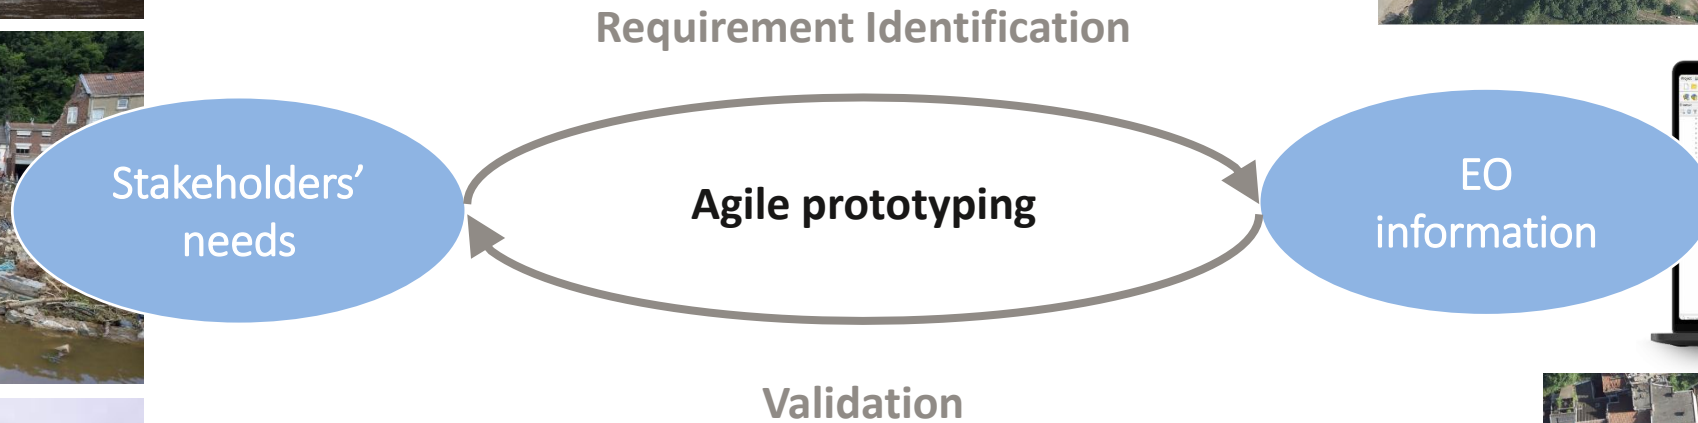 Requirement Identification
Stakeholders’
needs
Agile prototyping
EO
information
Validation